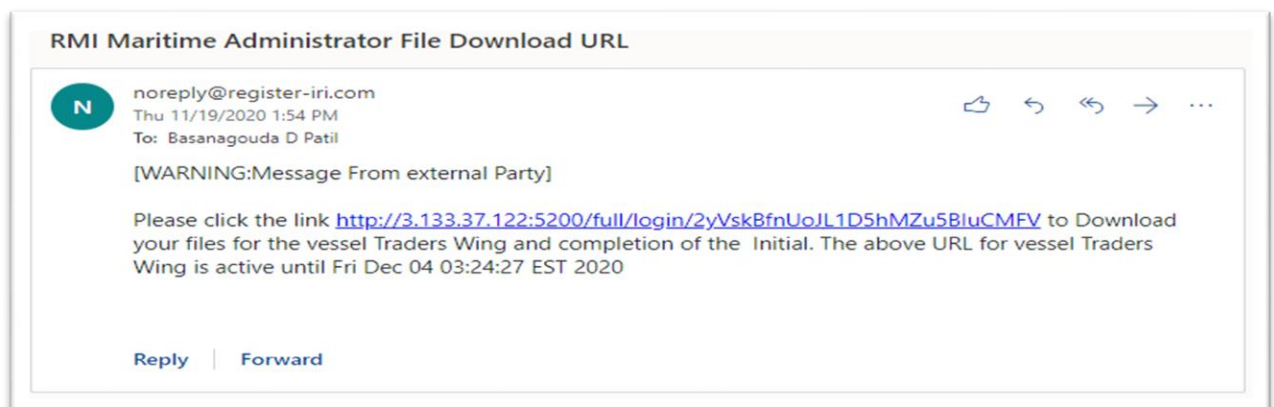 RMI Maritime Administrator File Download URL
N
noreply@register-iri.com
Thu 11/19/2020 1:54 PM
To: Basanagouda D Patil
[WARNING:Message From external Party]
Please click the link http://3.133.37.122:5200/full/login/2yVskBfnUoJL1D5hMZu5BluCMFV to Download
your files for the vessel Traders Wing and completion of the  Initial. The above URL for vessel Traders
Wing is active until Fri Dec 04 03:24:27 EST 2020
Reply | Forward